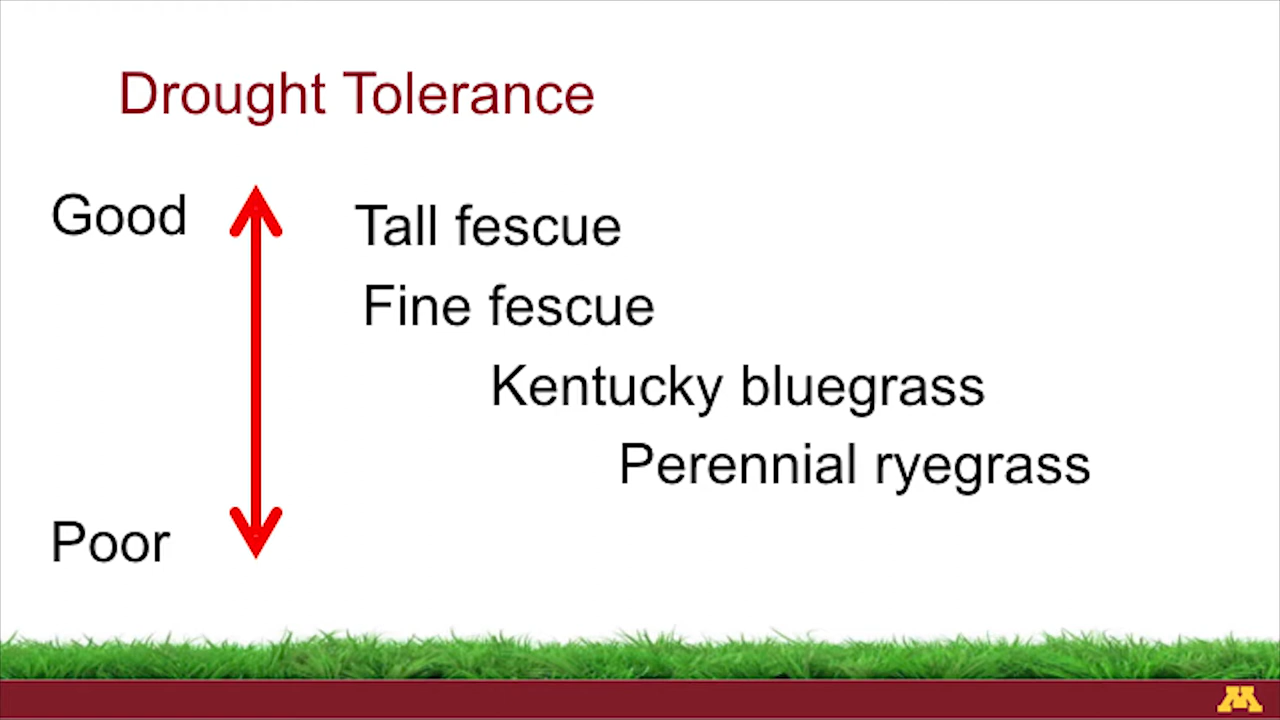 Drought Tolerance
Good
Tall fescue
Fine fescue
Kentucky bluegrass
Perennial ryegrass
Poor
M